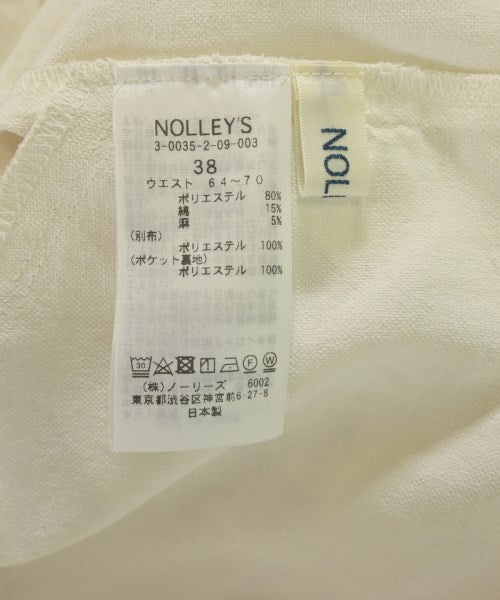 NOLLEY'S
3-0035-2-09-003
38
ウエスト 64～70
ポリエステル 80%
綿 15%
麻 5%
(別布)
ポリエステル 100%
(ポケット裏地)
ポリエステル 100%
30 F W
(株)ノーリーズ 6002
東京都渋谷区神宮前6-27-8
日本製
NOL